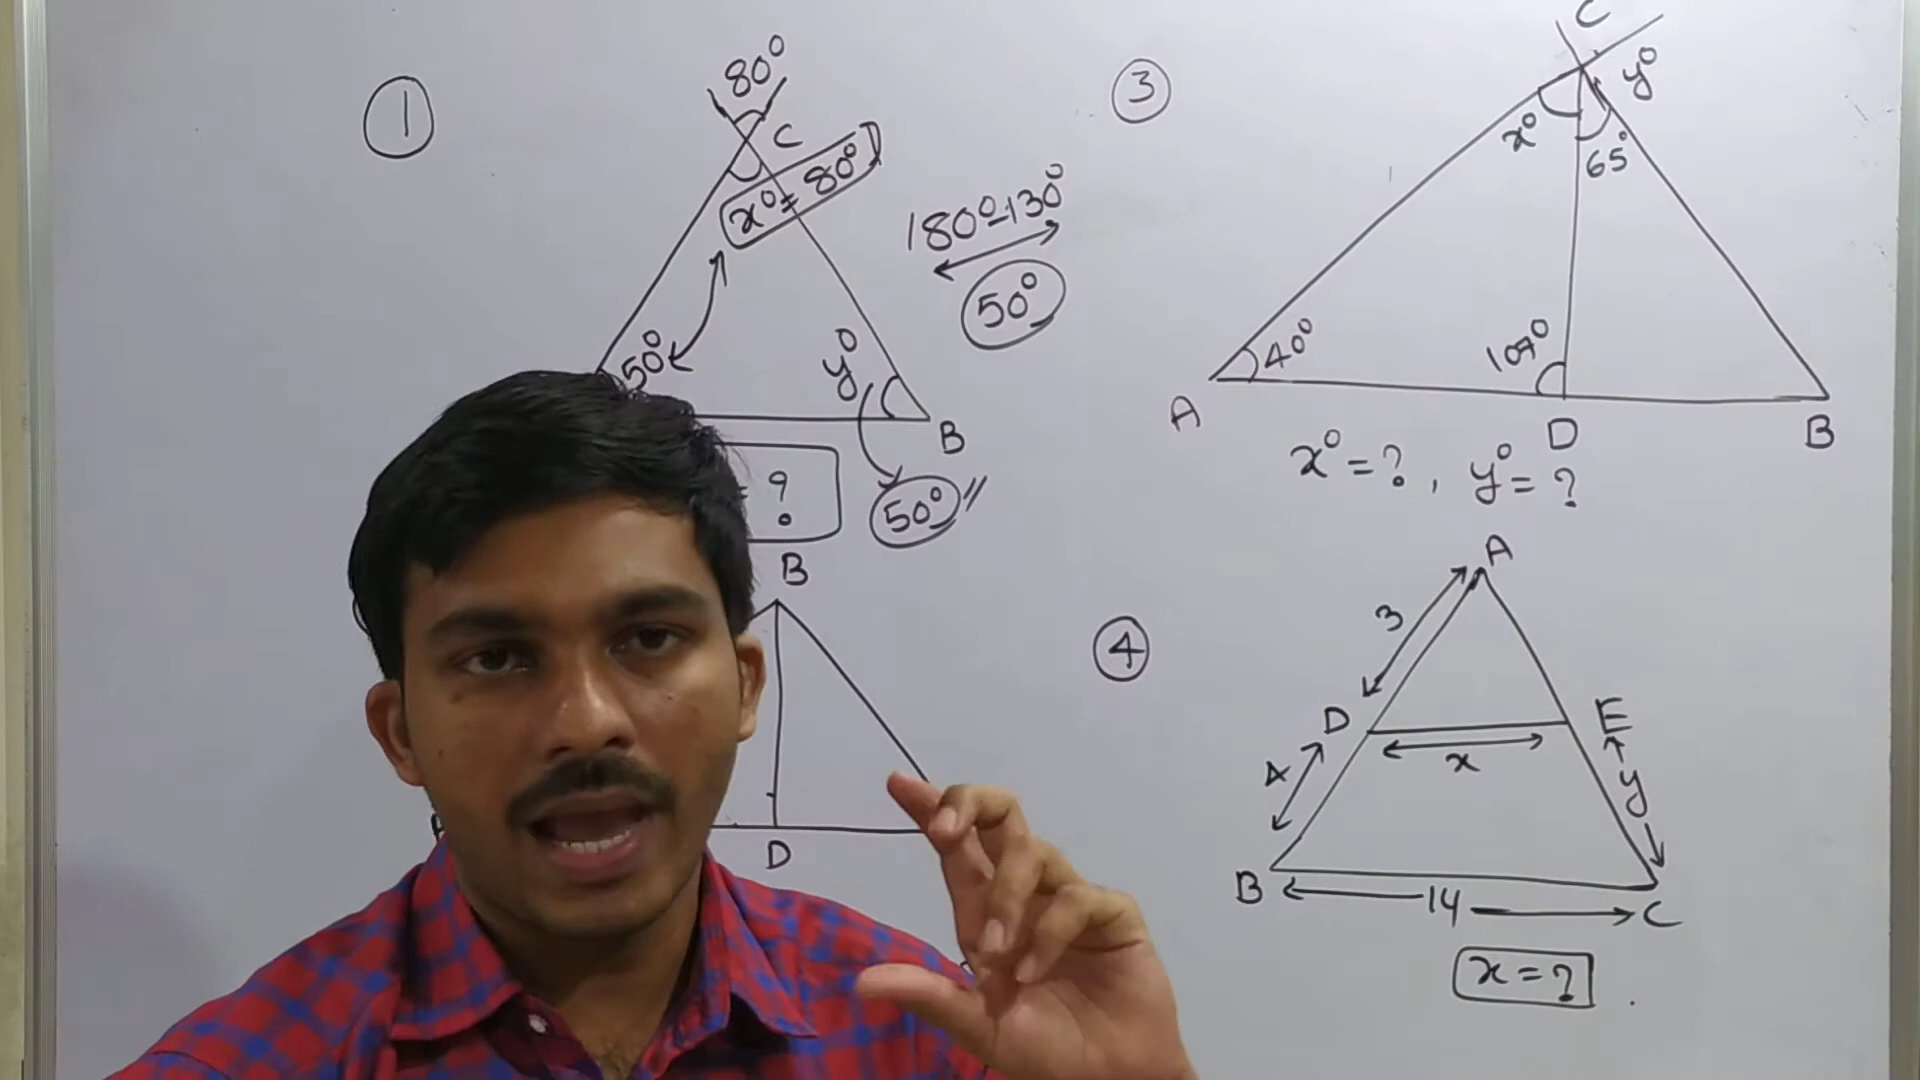 1
80°
C
x° = 80°
50°
y°
B
180° - 130°
50°
= ?
50°
B
D
3
C
y°
x°
65°
40°
107°
A
D
B
x° = ?, y° = ?
4
A
3
D
E
x
4
y
B
14
C
x = ?